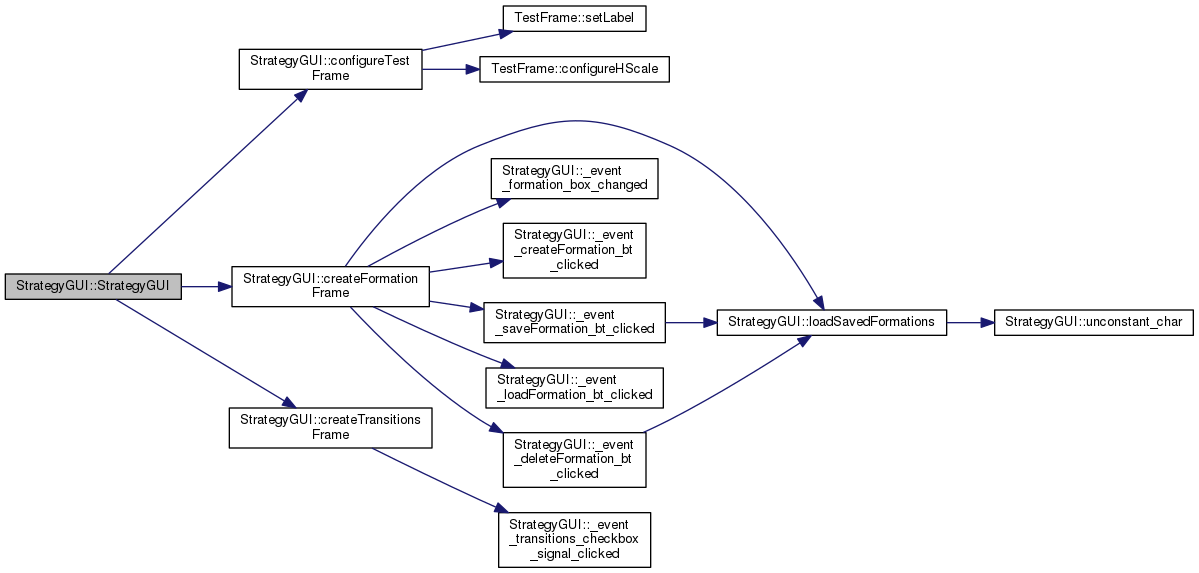 TestFrame::setLabel
StrategyGUI::configureTest
Frame
TestFrame::configureHScale
StrategyGUI::_event
_formation_box_changed
StrategyGUI::_event
_createFormation_bt
_clicked
StrategyGUI::StrategyGUI
StrategyGUI::createFormation
Frame
StrategyGUI::_event
_saveFormation_bt_clicked
StrategyGUI::loadSavedFormations
StrategyGUI::unconstant_char
StrategyGUI::_event
_loadFormation_bt_clicked
StrategyGUI::createTransitions
Frame
StrategyGUI::_event
_deleteFormation_bt
_clicked
StrategyGUI::_event
_transitions_checkbox
_signal_clicked